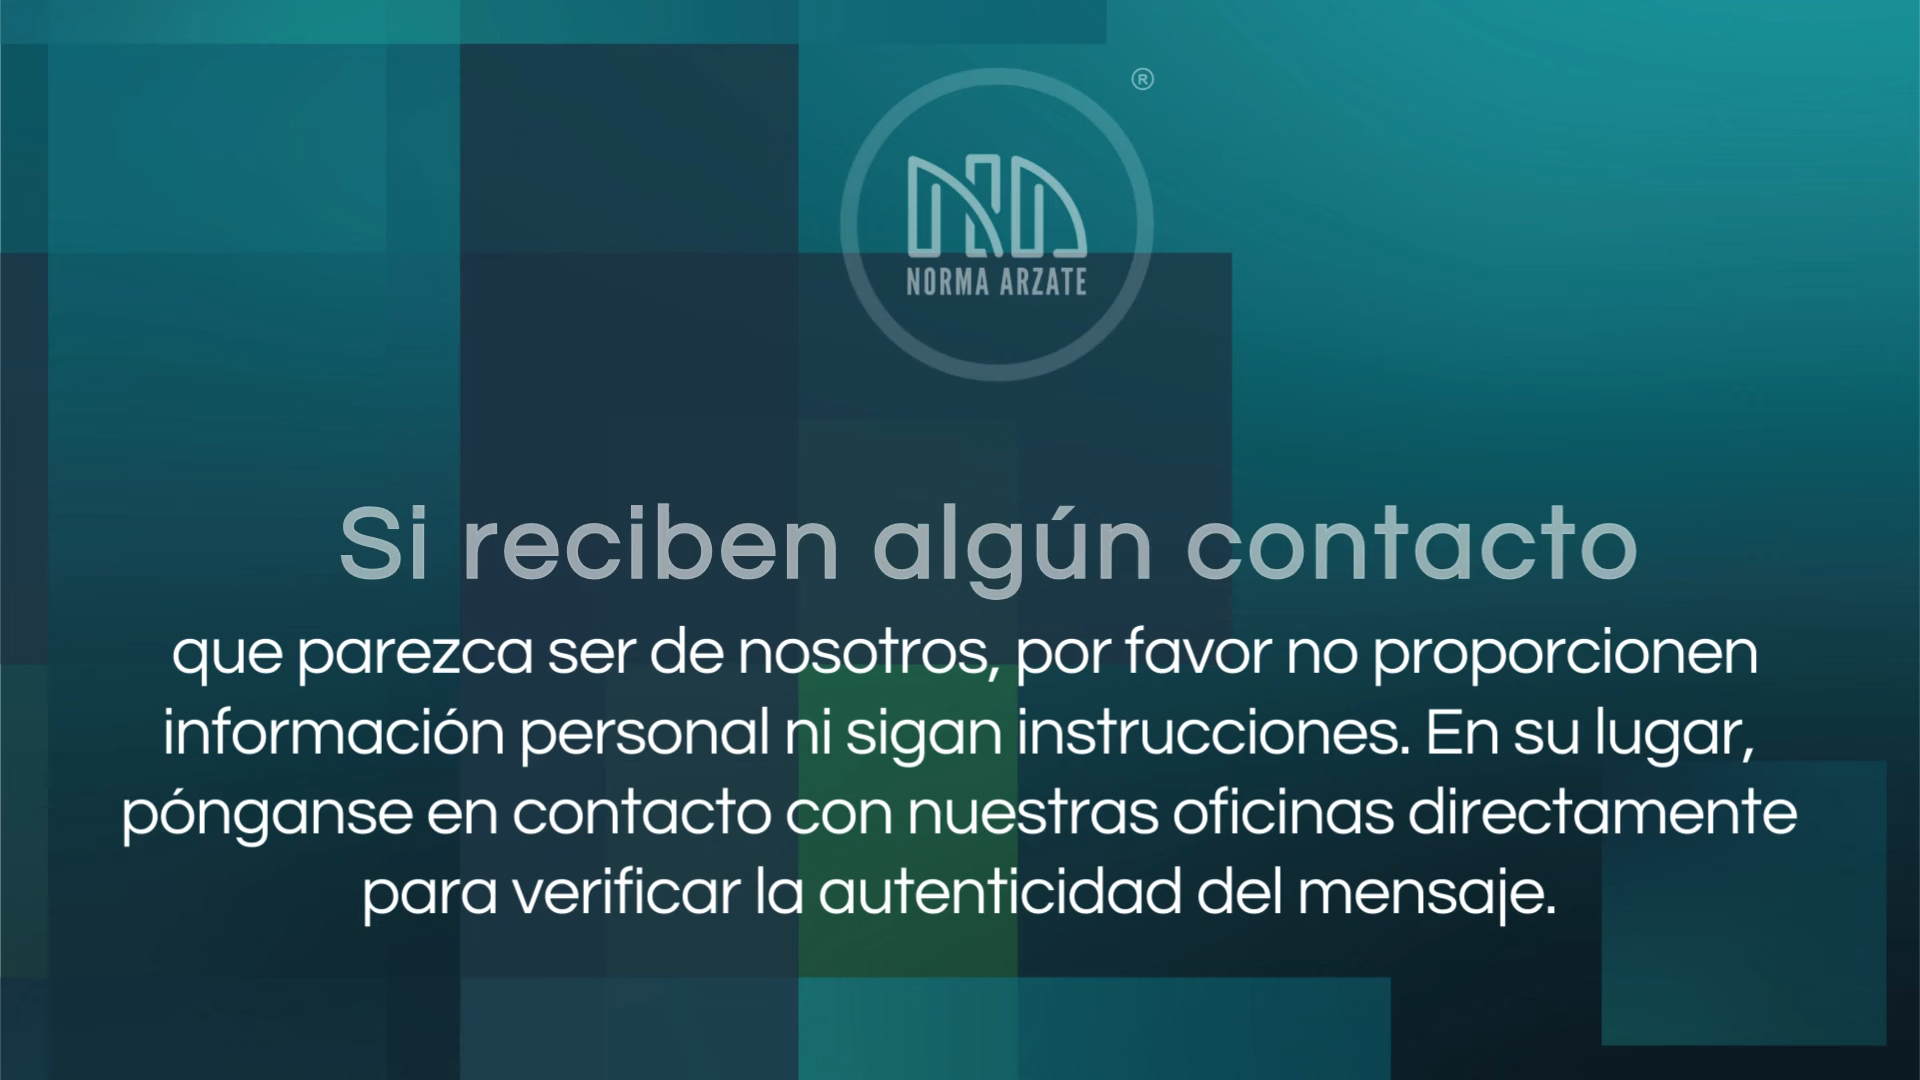 ®
NORMA ARZATE
Si reciben algún contacto
que parezca ser de nosotros, por favor no proporcionen
información personal ni sigan instrucciones. En su lugar,
pónganse en contacto con nuestras oficinas directamente
para verificar la autenticidad del mensaje.